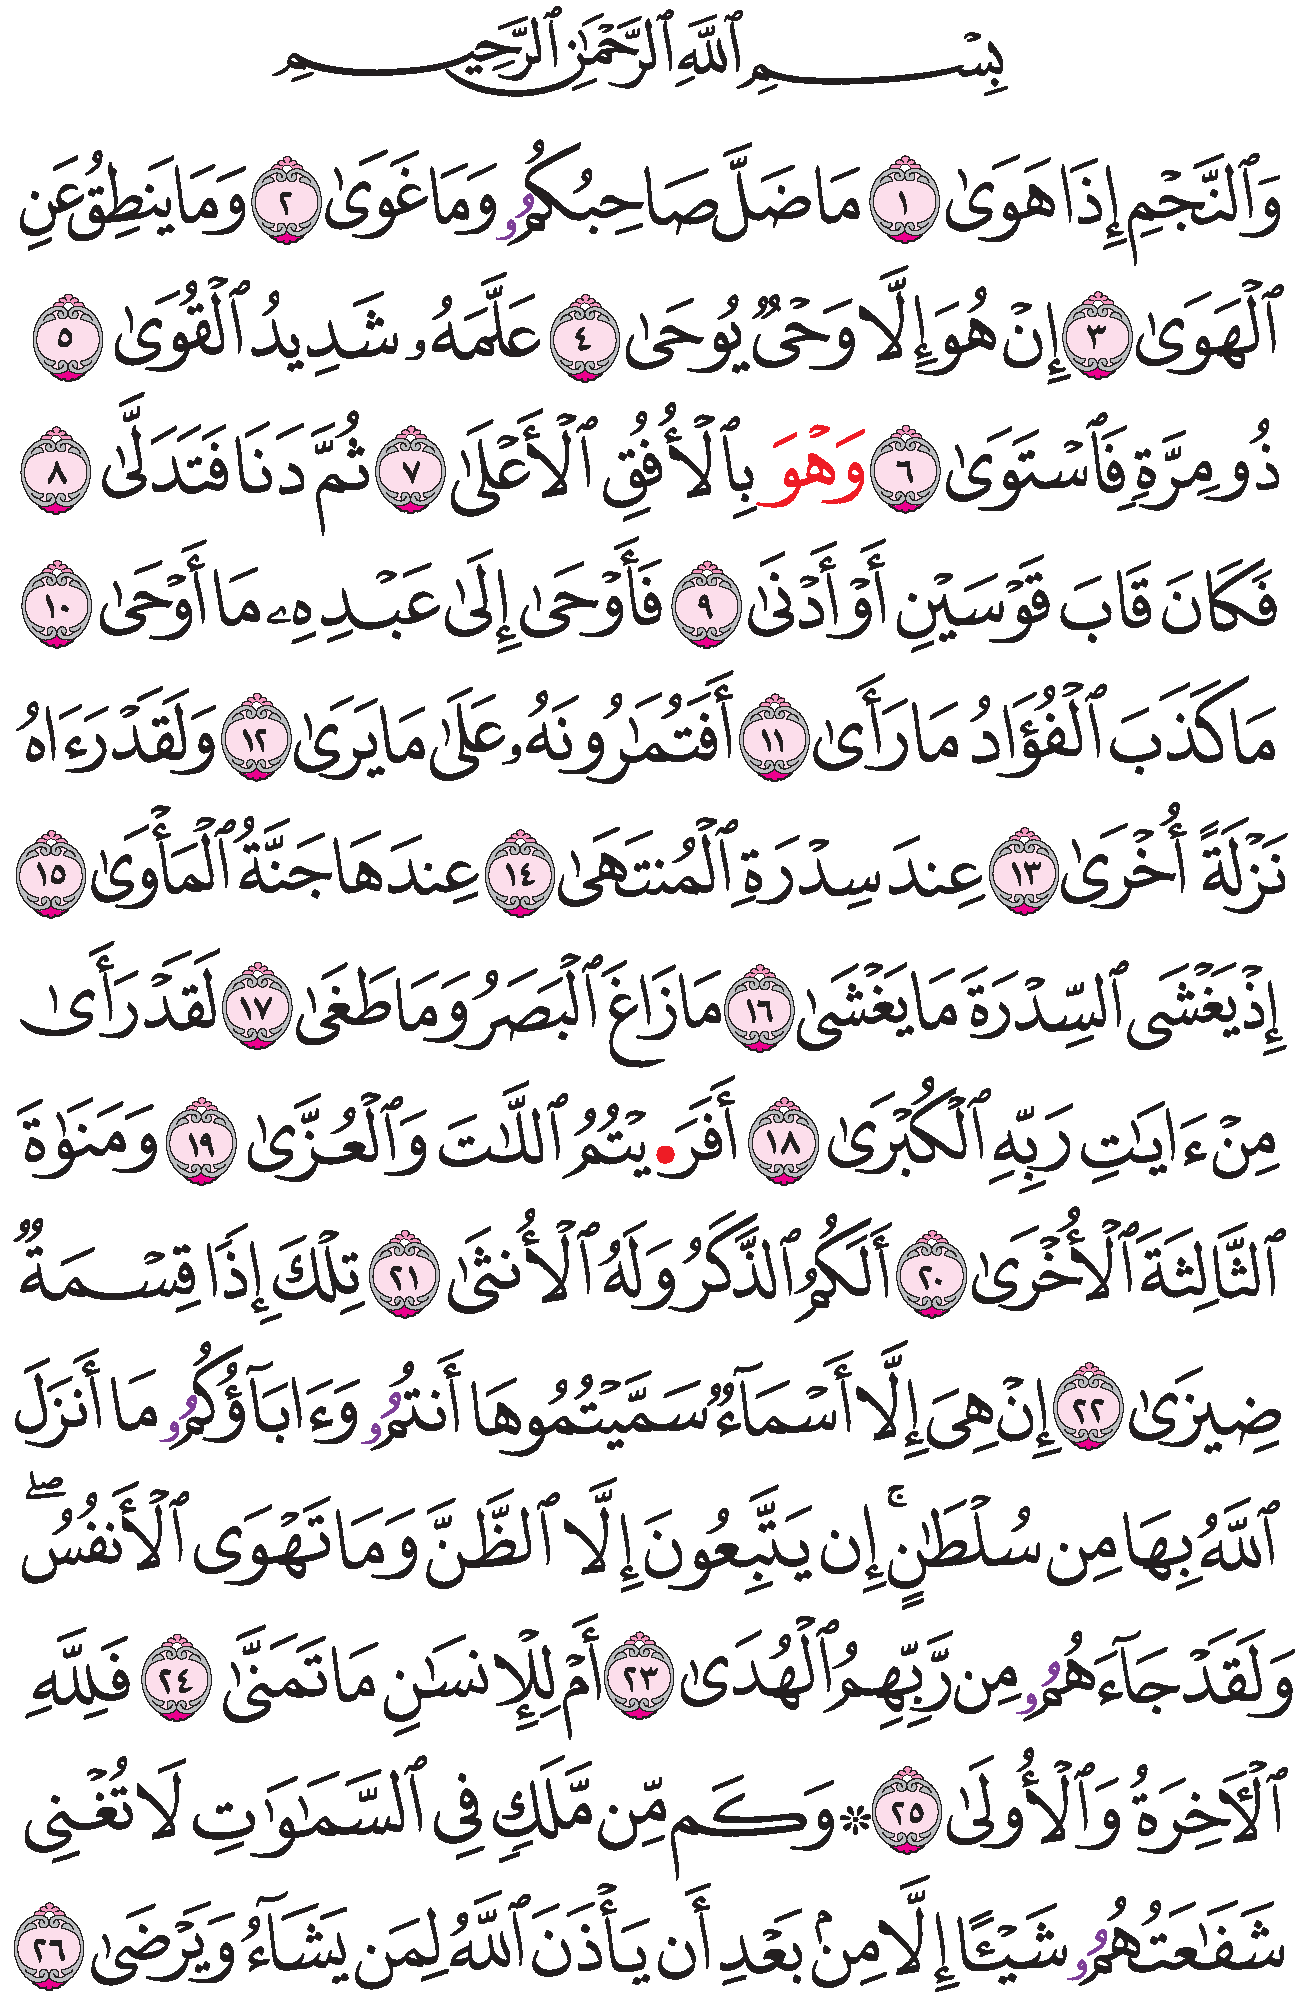 بِسْمِ ٱللَّهِ ٱلرَّحْمَٰنِ ٱلرَّحِيمِ
وَٱلنَّجْمِ إِذَا هَوَىٰ ١ مَا ضَلَّ صَاحِبُكُمُۥ وَمَا غَوَىٰ ٢ وَمَا يَنطِقُ عَنِ
ٱلْهَوَىٰ ٣ إِنْ هُوَ إِلَّا وَحْىٌ يُوحَىٰ ٤ عَلَّمَهُۥ شَدِيدُ ٱلْقُوَىٰ ٥
ذُو مِرَّةٍ فَٱسْتَوَىٰ ٦ وَهْوَ بِٱلْأُفُقِ ٱلْأَعْلَىٰ ٧ ثُمَّ دَنَا فَتَدَلَّىٰ ٨
فَكَانَ قَابَ قَوْسَيْنِ أَوْ أَدْنَىٰ ٩ فَأَوْحَىٰ إِلَىٰ عَبْدِهِۦ مَا أَوْحَىٰ ١٠
مَا كَذَبَ ٱلْفُؤَادُ مَا رَأَىٰ ١١ أَفَتُمَٰرُونَهُۥ عَلَىٰ مَا يَرَىٰ ١٢ وَلَقَدْ رَءَاهُ
نَزْلَةً أُخْرَىٰ ١٣ عِندَ سِدْرَةِ ٱلْمُنتَهَىٰ ١٤ عِندَهَا جَنَّةُ ٱلْمَأْوَىٰ ١٥
إِذْ يَغْشَى ٱلسِّدْرَةَ مَا يَغْشَىٰ ١٦ مَا زَاغَ ٱلْبَصَرُ وَمَا طَغَىٰ ١٧ لَقَدْ رَأَىٰ
مِنْ ءَايَٰتِ رَبِّهِ ٱلْكُبْرَىٰ ١٨ أَفَرَ•يْتُمُ ٱللَّٰتَ وَٱلْعُزَّىٰ ١٩ وَمَنَوٰةَ
ٱلثَّالِثَةَ ٱلْأُخْرَىٰ ٢٠ أَلَكُمُ ٱلذَّكَرُ وَلَهُ ٱلْأُنثَىٰ ٢١ تِلْكَ إِذًا قِسْمَةٌ
ضِيزَىٰ ٢٢ إِنْ هِىَ إِلَّا أَسْمَآءٌ سَمَّيْتُمُوهَا أَنتُمُۥ وَءَابَآؤُكُمُۥ مَا أَنزَلَ
ٱللَّهُ بِهَا مِن سُلْطَٰنٍۚ إِن يَتَّبِعُونَ إِلَّا ٱلظَّنَّ وَمَا تَهْوَى ٱلْأَنفُسُۖ
وَلَقَدْ جَآءَهُمُۥ مِن رَّبِّهِمُ ٱلْهُدَىٰ ٢٣ أَمْ لِلْإِنسَٰنِ مَا تَمَنَّىٰ ٢٤ فَلِلَّهِ
ٱلْأَخِرَةُ وَٱلْأُولَىٰ ٢٥ ۞ وَكَم مِّن مَّلَكٍ فِى ٱلسَّمَٰوَٰتِ لَا تُغْنِى
شَفَٰعَتُهُمُۥ شَيْـًٔا إِلَّا مِنۢ بَعْدِ أَن يَأْذَنَ ٱللَّهُ لِمَن يَشَآءُ وَيَرْضَىٰ ٢٦